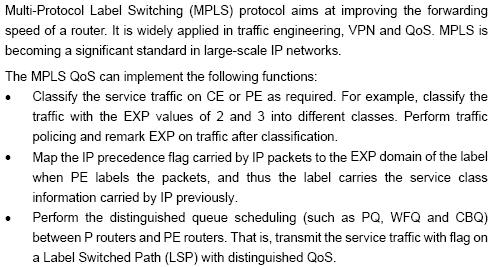 Multi-Protocol Label Switching (MPLS) protocol aims at improving the forwarding
speed of a router. It is widely applied in traffic engineering, VPN and QoS. MPLS is
becoming a significant standard in large-scale IP networks.
The MPLS QoS can implement the following functions:
• Classify the service traffic on CE or PE as required. For example, classify the
traffic with the EXP values of 2 and 3 into different classes. Perform traffic
policing and remark EXP on traffic after classification.
• Map the IP precedence flag carried by IP packets to the EXP domain of the label
when PE labels the packets, and thus the label carries the service class
information carried by IP previously.
• Perform the distinguished queue scheduling (such as PQ, WFQ and CBQ)
between P routers and PE routers. That is, transmit the service traffic with flag on
a Label Switched Path (LSP) with distinguished QoS.